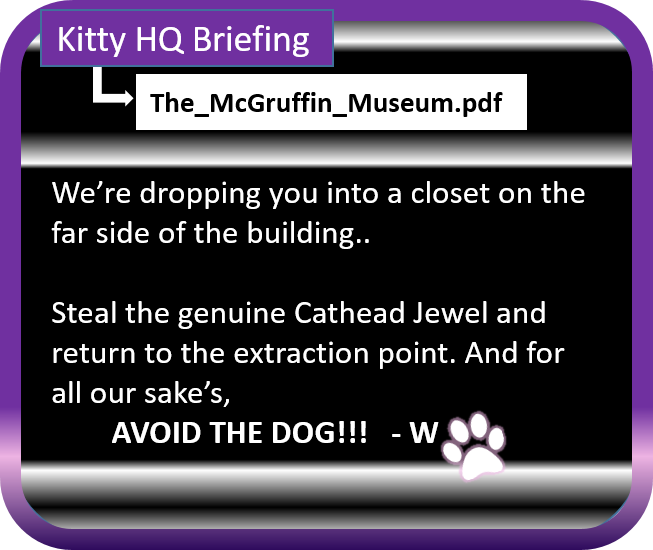 Kitty HQ Briefing
The_McGruffin_Museum.pdf
We’re dropping you into a closet on the
far side of the building..
Steal the genuine Cathead Jewel and
return to the extraction point. And for
all our sake’s,
AVOID THE DOG!!! - W